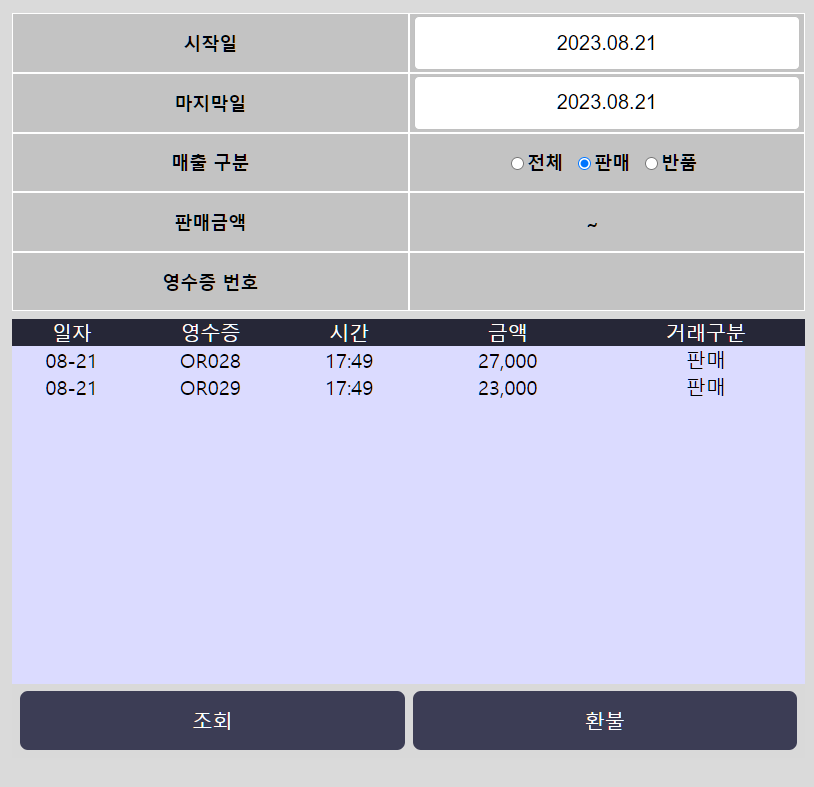 시작일 2023.08.21
마지막일 2023.08.21
매출 구분 전체 판매 반품
판매금액 ~
영수증 번호
일자 영수증 시간 금액 거래구분
08-21 OR028 17:49 27,000 판매
08-21 OR029 17:49 23,000 판매
조회 환불